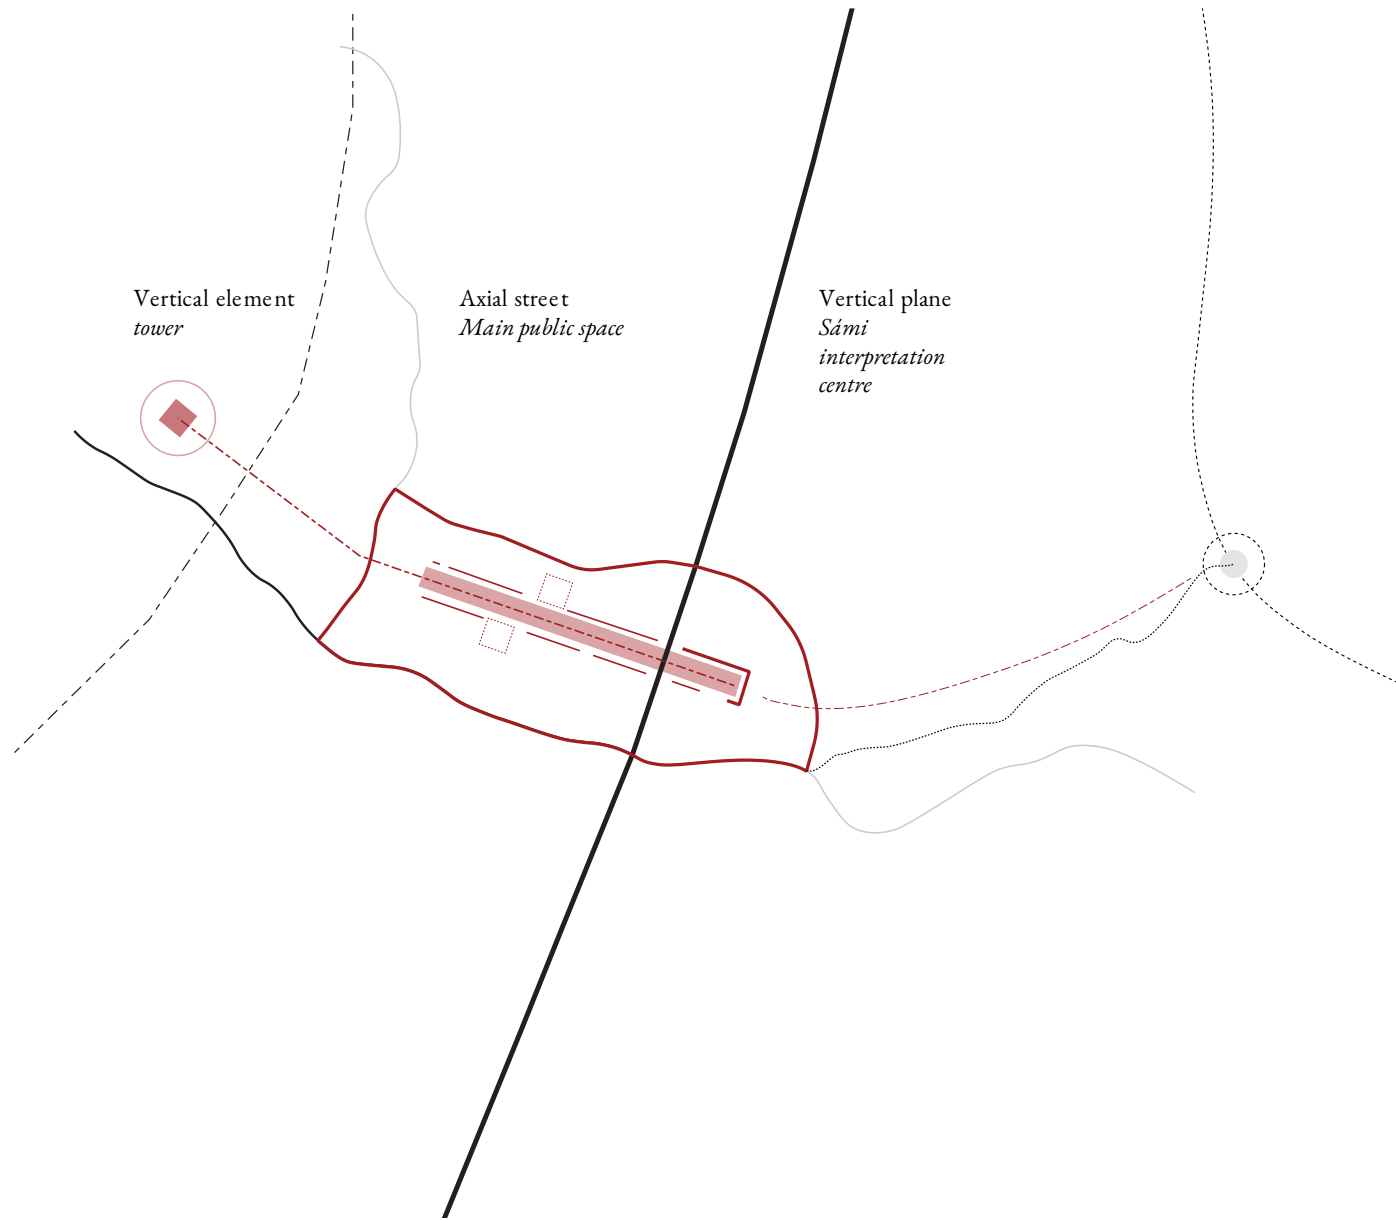 Vertical element
tower
Axial street
Main public space
Vertical plane
Sámi
interpretation
centre